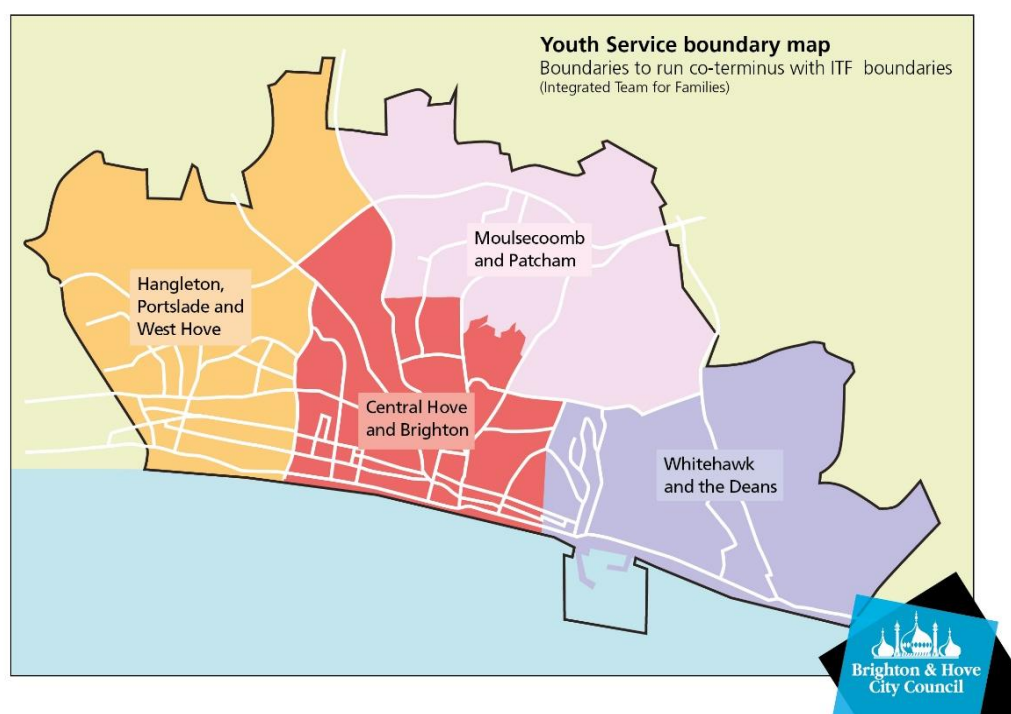 Youth Service boundary map
Boundaries to run co-terminus with ITF boundaries
(Integrated Team for Families)
Moulsecoomb
and Patcham
Hangleton,
Portslade and
West Hove
Central Hove
and Brighton
Whitehawk
and the Deans
Brighton & Hove
City Council